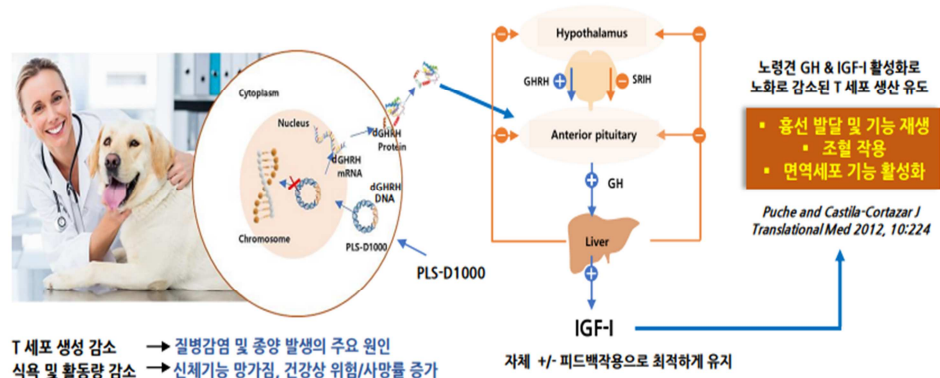 Cytoplasm
Nucleus
dGHRH
Protein
dGHRH
mRNA
dGHRH
DNA
Chromosome
PLS-D1000
PLS-D1000
T 세포 생성 감소 → 질병감염 및 종양 발생의 주요 원인
식욕 및 활동량 감소 → 신체기능 망가짐, 건강상 위험/사망률 증가
Hypothalamus
GHRH + - SRIH
Anterior pituitary
+ GH
Liver
+
IGF-I
자체 +/- 피드백작용으로 최적하게 유지
노령견 GH & IGF-I 활성화로
노화로 감소된 T 세포 생산 유도
▪ 흉선 발달 및 기능 재생
▪ 조혈 작용
▪ 면역세포 기능 활성화
Puche and Castila-Cortazar J
Translational Med 2012, 10:224